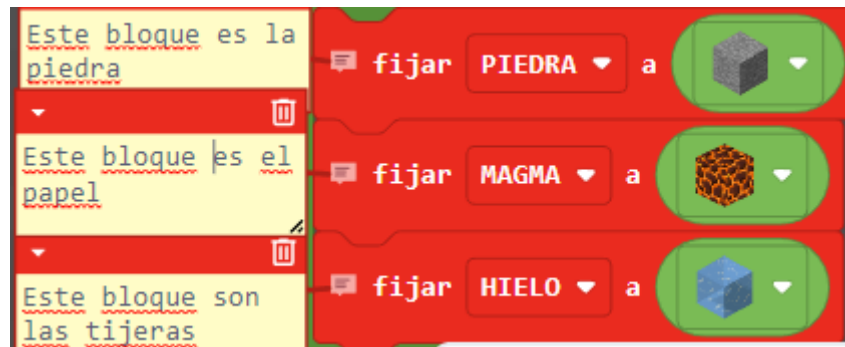 Este bloque es la
piedra
fijar PIEDRA a
Este bloque es el
papel
fijar MAGMA a
Este bloque son
las tijeras
fijar HIELO a